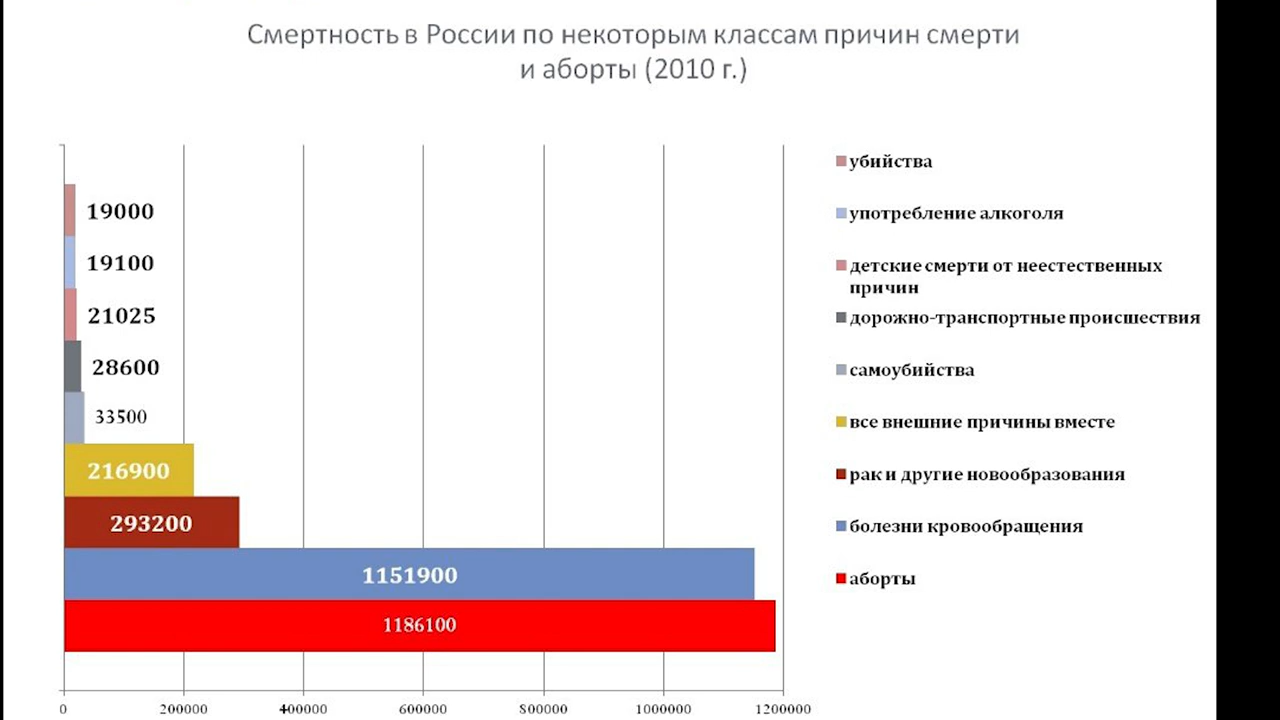 Смертность в России по некоторым классам причин смерти
и аборты (2010 г.)
19000
19100
21025
28600
33500
216900
293200
1151900
1186100
0 200000 400000 600000 800000 1000000 1200000
убийства
употребление алкоголя
детские смерти от неестественных
причин
дорожно-транспортные происшествия
самоубийства
все внешние причины вместе
рак и другие новообразования
болезни кровообращения
аборты